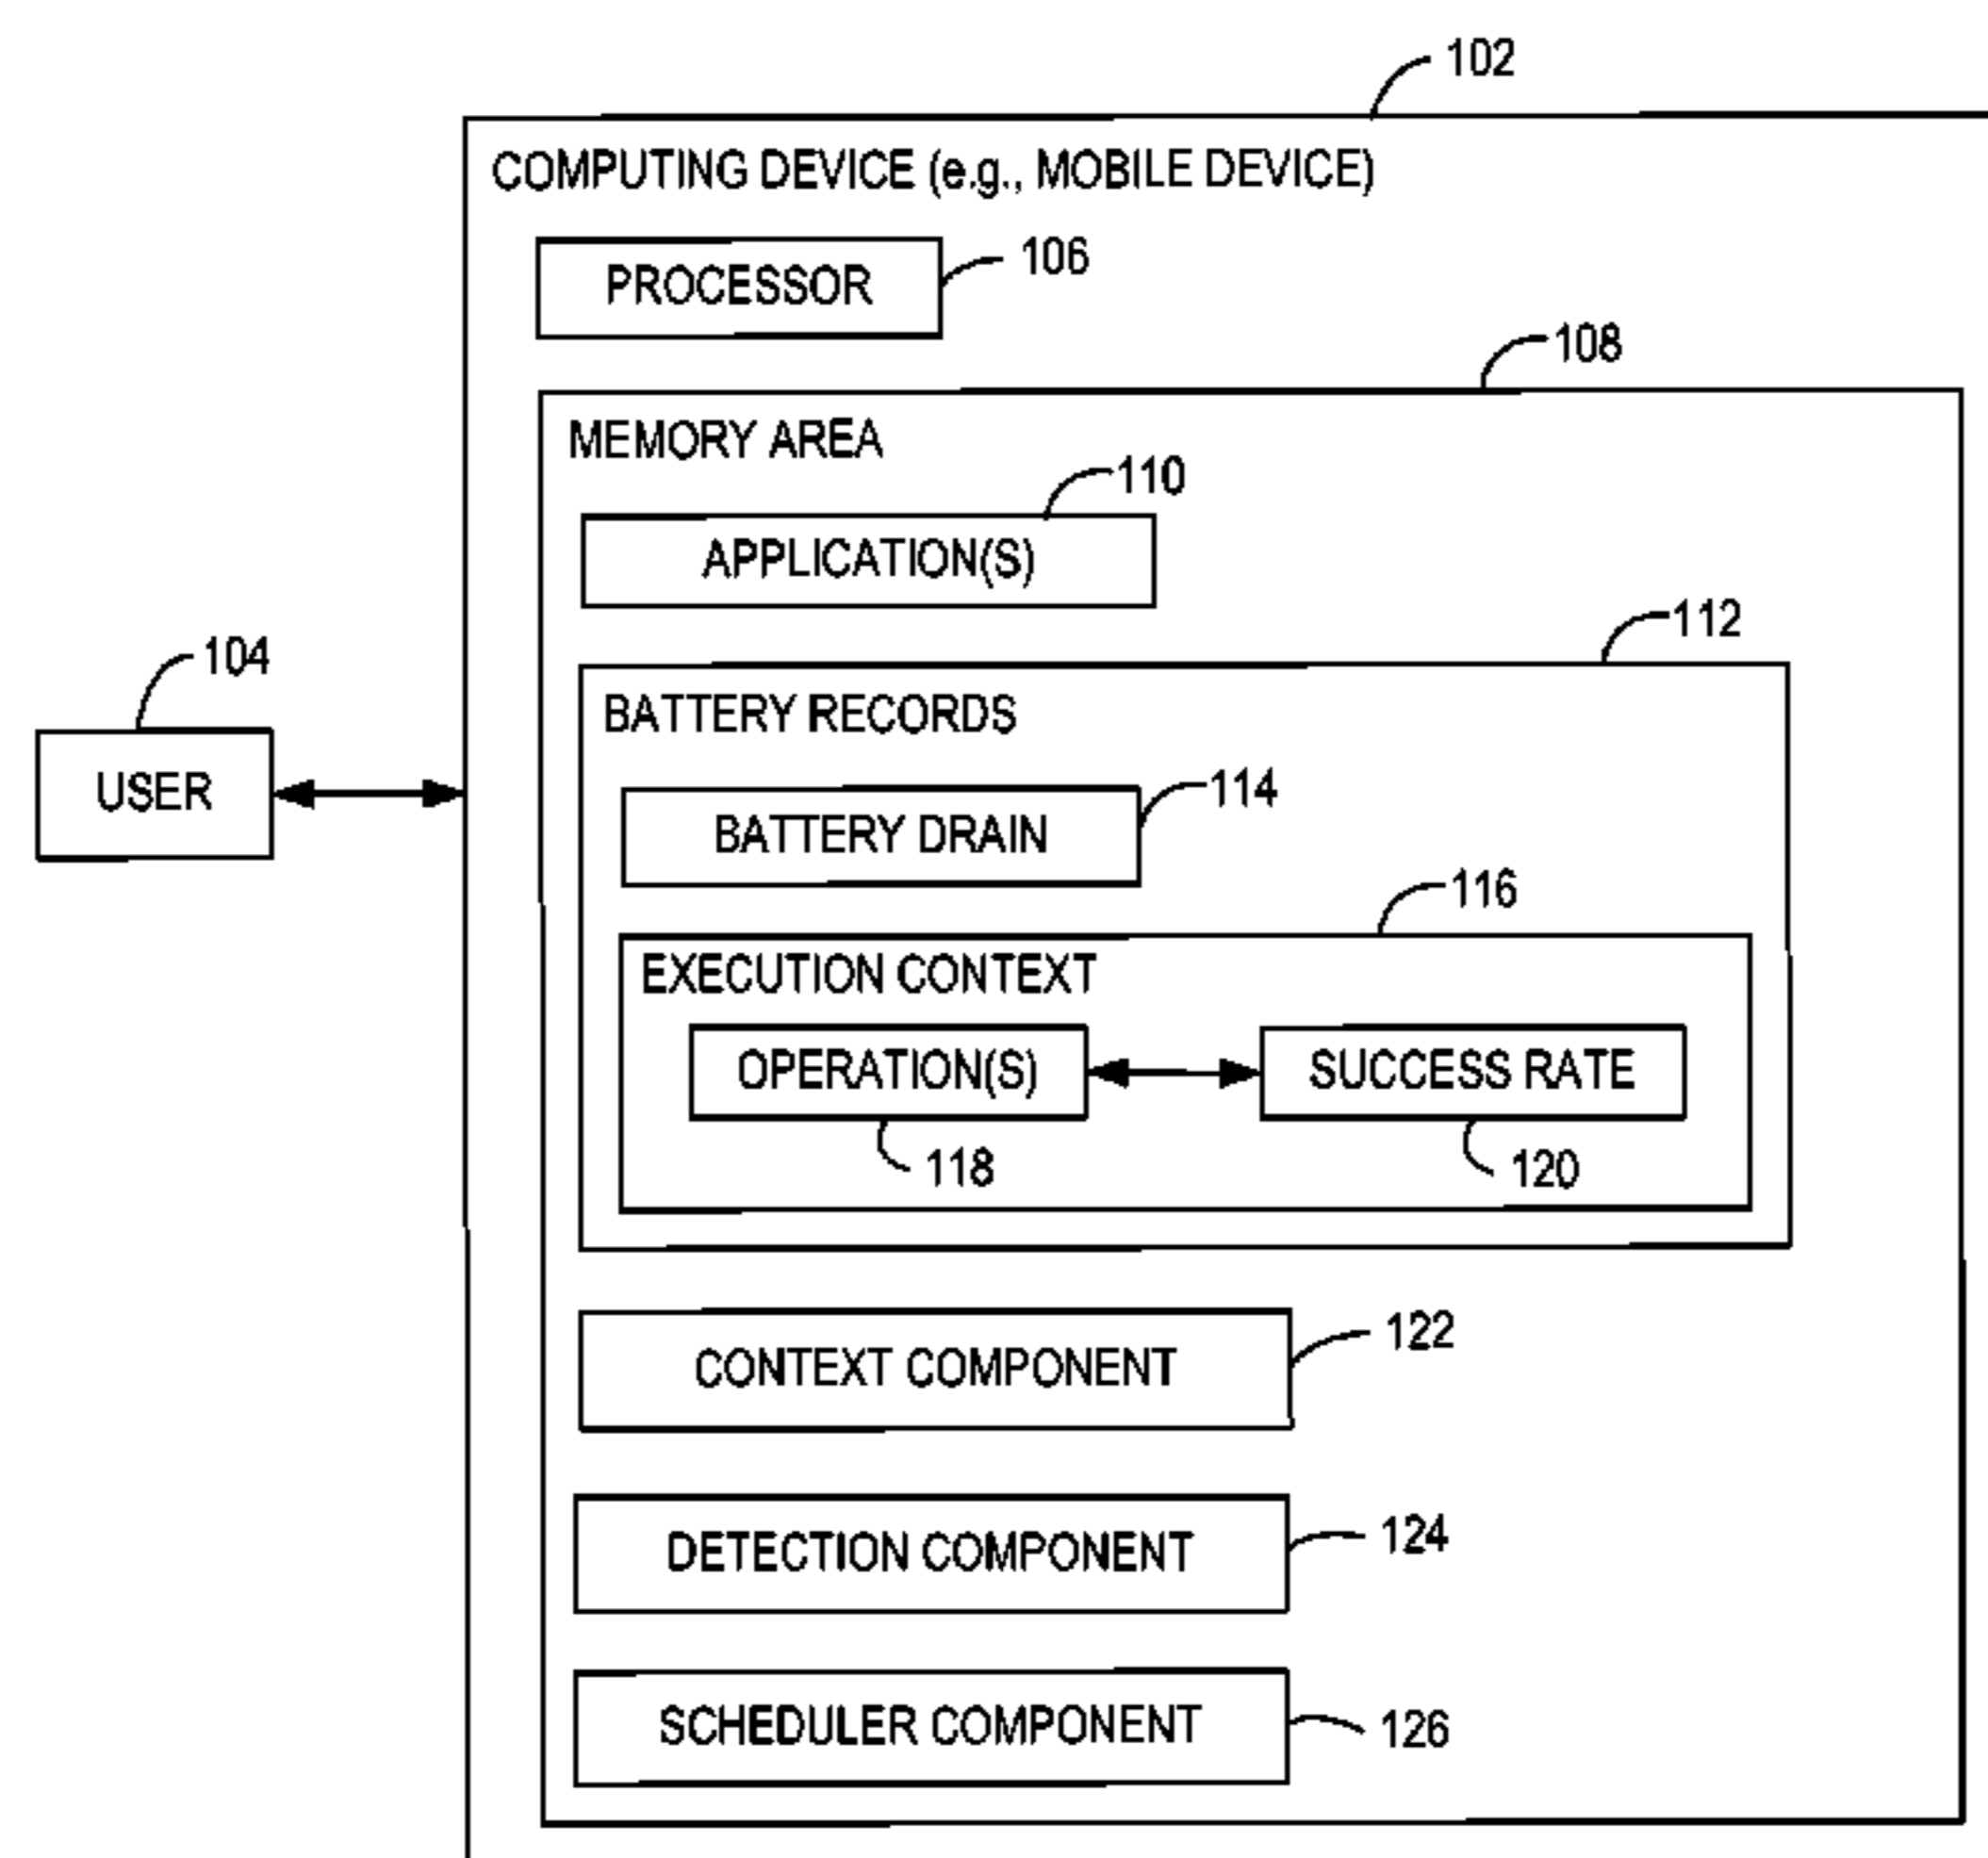 102
COMPUTING DEVICE (e.g., MOBILE DEVICE)
PROCESSOR
106
108
MEMORY AREA
110
APPLICATION(S)
112
104
BATTERY RECORDS
USER
114
BATTERY DRAIN
116
EXECUTION CONTEXT
OPERATION(S)
SUCCESS RATE
118
120
122
CONTEXT COMPONENT
124
DETECTION COMPONENT
SCHEDULER COMPONENT
126